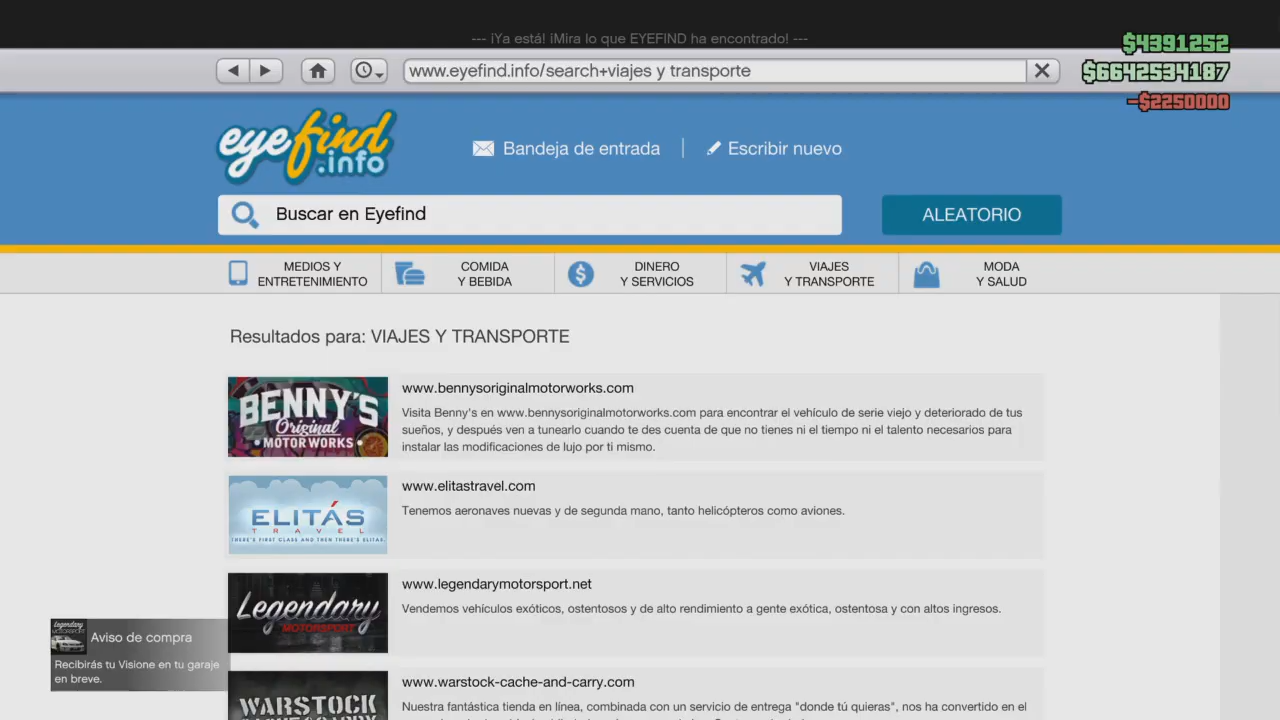 --- ¡Ya está! ¡Mira lo que EYEFIND ha encontrado! ---
$4391252
www.eyefind.info/search+viajes y transporte
$6642534187
-$2250000
eyefind
.info
Bandeja de entrada
Escribir nuevo
Buscar en Eyefind
ALEATORIO
MEDIOS Y
ENTRETENIMIENTO
COMIDA
Y BEBIDA
DINERO
Y SERVICIOS
VIAJES
Y TRANSPORTE
MODA
Y SALUD
Resultados para: VIAJES Y TRANSPORTE
BENNY'S
Original
MOTOR WORKS
www.bennysoriginalmotorworks.com
Visita Benny's en www.bennysoriginalmotorworks.com para encontrar el vehículo de serie viejo y deteriorado de tus
sueños, y después ven a tunearlo cuando te des cuenta de que no tienes ni el tiempo ni el talento necesarios para
instalar las modificaciones de lujo por ti mismo.
ELITÁS
TRAVEL
THERE'S FIRST CLASS AND THEN THERE'S ELITAS
www.elitastravel.com
Tenemos aeronaves nuevas y de segunda mano, tanto helicópteros como aviones.
Legendary
MOTORSPORT
www.legendarymotorsport.net
Vendemos vehículos exóticos, ostentosos y de alto rendimiento a gente exótica, ostentosa y con altos ingresos.
Legendary
MOTORSPORT
Aviso de compra
Recibirás tu Visione en tu garaje
en breve.
WARSTOCK
www.warstock-cache-and-carry.com
Nuestra fantástica tienda en línea, combinada con un servicio de entrega "donde tú quieras", nos ha convertido en el